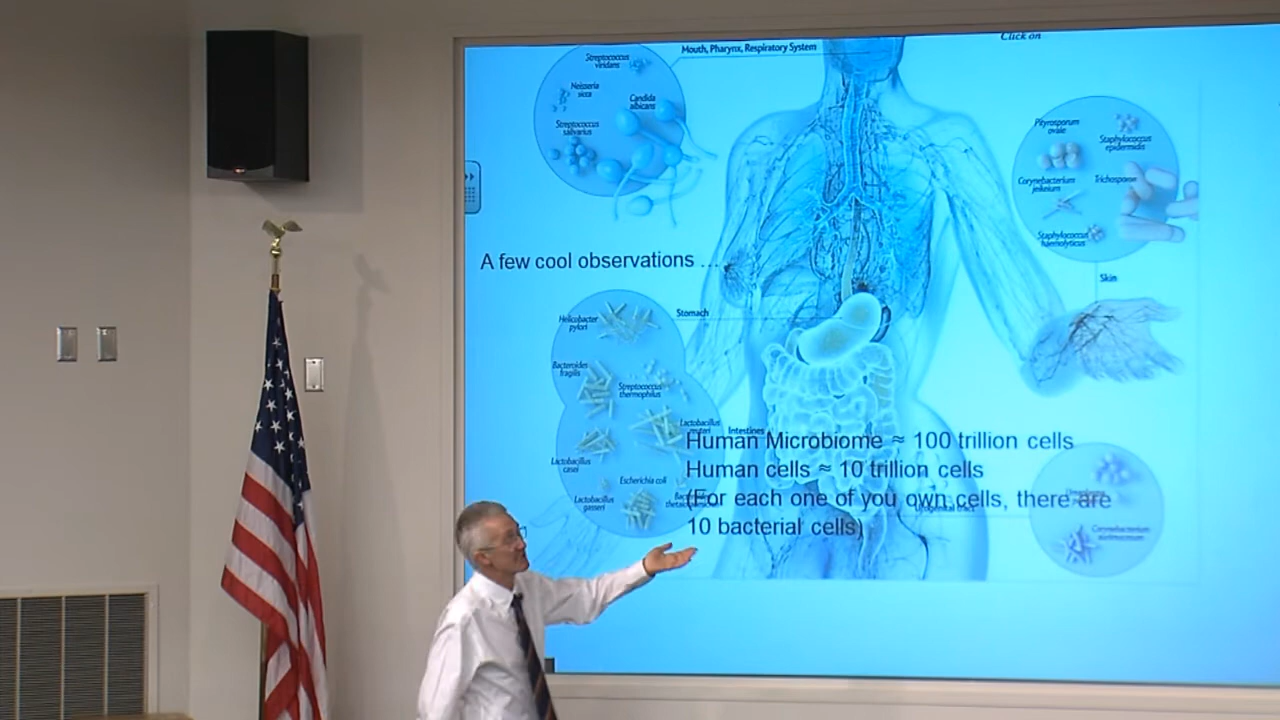 Click on
Mouth, Pharynx, Respiratory System
Streptococcus
viridans
Neisseria
sicca
Candida
albicans
Streptococcus
salivarius
Pityrosporum
ovale
Staphylococcus
epidermidis
Corynebacterium
jeikeium
Trichosporon
Staphylococcus
haemolyticus
Skin
A few cool observations ...
Stomach
Helicobacter
pylori
Bacteroides
fragilis
Streptococcus
thermophilus
Lactobacillus
reuteri
Intestines
Lactobacillus
casei
Escherichia coli
Lactobacillus
gasseri
Urogenital tract
Human Microbiome ≈ 100 trillion cells
Human cells ≈ 10 trillion cells
(For each one of you own cells, there are
10 bacterial cells)